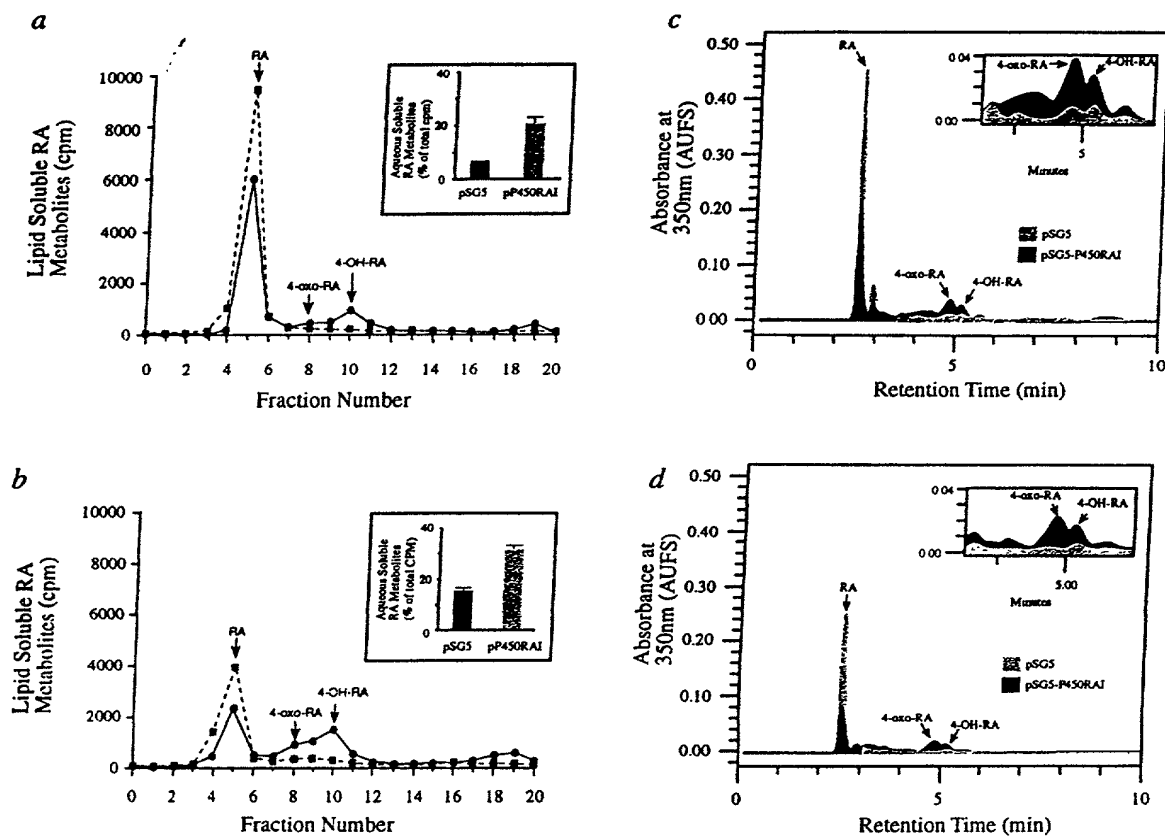 a
Lipid Soluble RA
Metabolites (cpm)
10000
8000
6000
4000
2000
0
RA
4-oxo-RA
4-OH-RA
0 2 4 6 8 10 12 14 16 18 20
Fraction Number
Aqueous Soluble
RA Metabolites
(% of total cpm)
40
20
0
pSG5 pP450RAI
c
Absorbance at
350nm (AUFS)
0.50
0.40
0.30
0.20
0.10
0 00
RA
4-oxo-RA
4-OH-RA
0 5 10
Retention Time (min)
0.04
0 00
4-oxo-RA
4-OH-RA
5
Minutes
pSG5
pSG5-P450RAI
b
Lipid Soluble RA
Metabolites (cpm)
10000
8000
6000
4000
2000
0
RA
4-oxo-RA
4-OH-RA
0 2 4 6 8 10 12 14 16 18 20
Fraction Number
Aqueous Soluble
RA Metabolites
(% of total CPM)
40
20
0
pSG5 pP450RAI
d
Absorbance at
350nm (AUFS)
0.50
0.40
0.30
0.20
0.10
0.00
RA
4-oxo-RA
4-OH-RA
0 5 10
Retention Time (min)
0 04
0.00
4-oxo-RA
4-OH-RA
5.00
Minutes
pSG5
pSG5-P450RAI